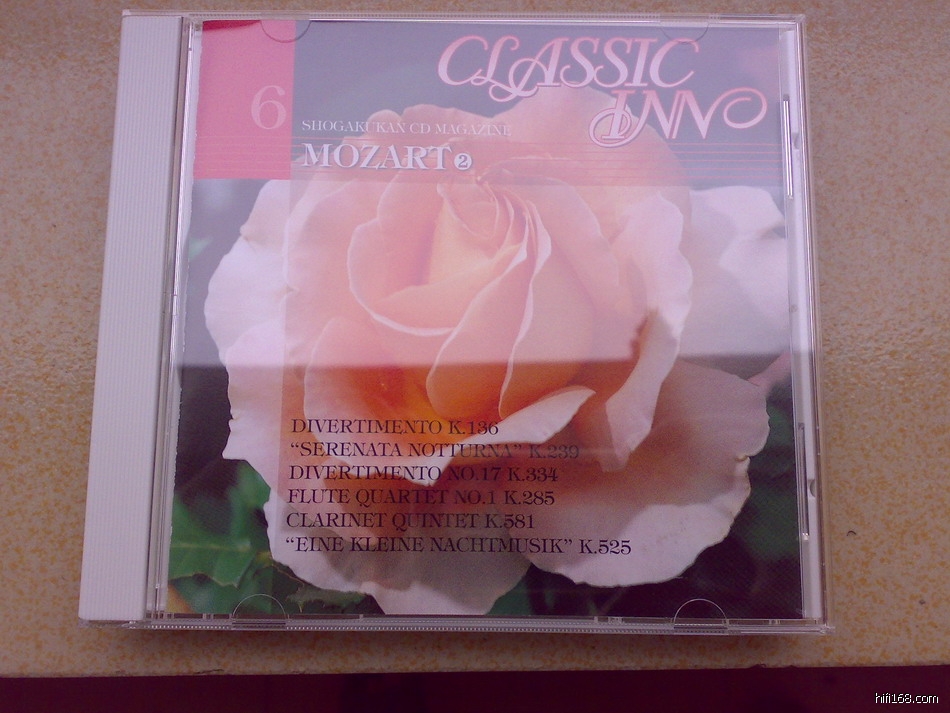 CLASSIC
INN
6
SHOGAKUKAN CD MAGAZINE
MOZART 2
DIVERTIMENTO K.136
“SERENATA NOTTURNA” K.239
DIVERTIMENTO NO.17 K.334
FLUTE QUARTET NO.1 K.285
CLARINET QUINTET K.581
“EINE KLEINE NACHTMUSIK” K.525
hifi168.com